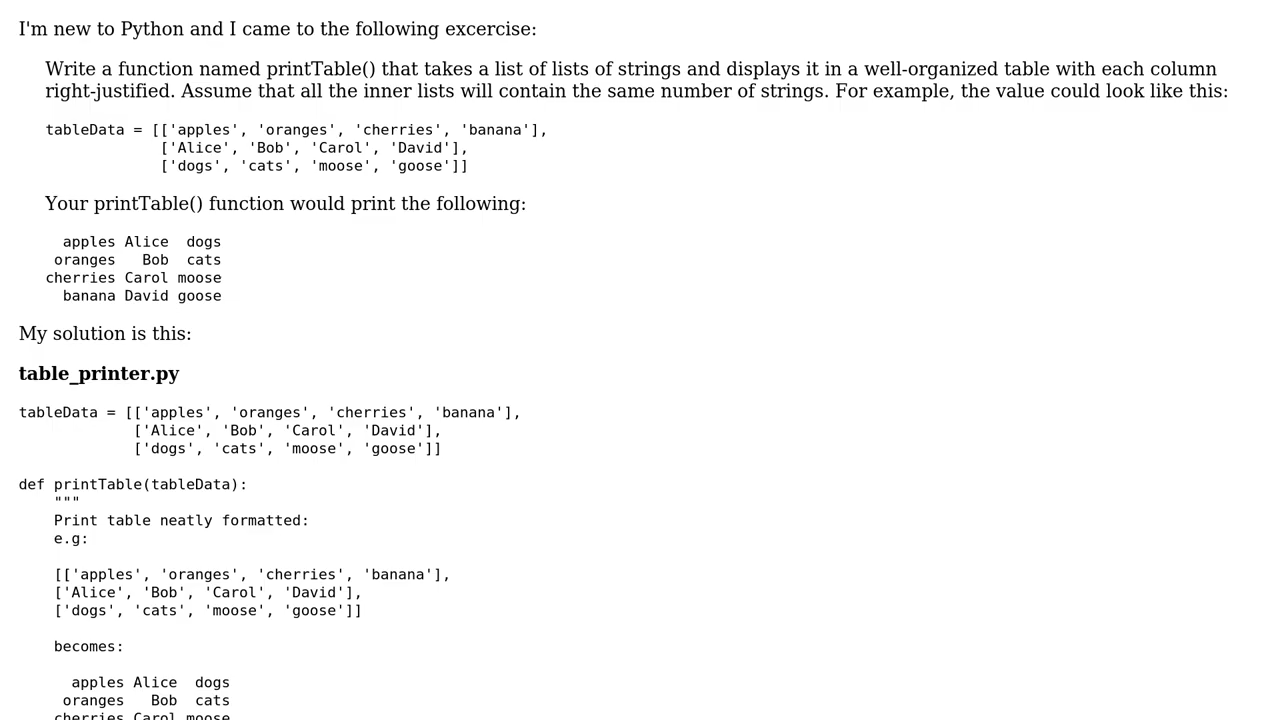 I'm new to Python and I came to the following excercise:
Write a function named printTable() that takes a list of lists of strings and displays it in a well-organized table with each column
right-justified. Assume that all the inner lists will contain the same number of strings. For example, the value could look like this:
tableData = [['apples', 'oranges', 'cherries', 'banana'],
             ['Alice', 'Bob', 'Carol', 'David'],
             ['dogs', 'cats', 'moose', 'goose']]
Your printTable() function would print the following:
  apples Alice  dogs
 oranges   Bob  cats
cherries Carol moose
  banana David goose
My solution is this:
table_printer.py
tableData = [['apples', 'oranges', 'cherries', 'banana'],
             ['Alice', 'Bob', 'Carol', 'David'],
             ['dogs', 'cats', 'moose', 'goose']]
def printTable(tableData):
    """
    Print table neatly formatted:
    e.g:
    [['apples', 'oranges', 'cherries', 'banana'],
    ['Alice', 'Bob', 'Carol', 'David'],
    ['dogs', 'cats', 'moose', 'goose']]
    becomes:
      apples Alice  dogs
     oranges   Bob  cats
    cherries Carol moose